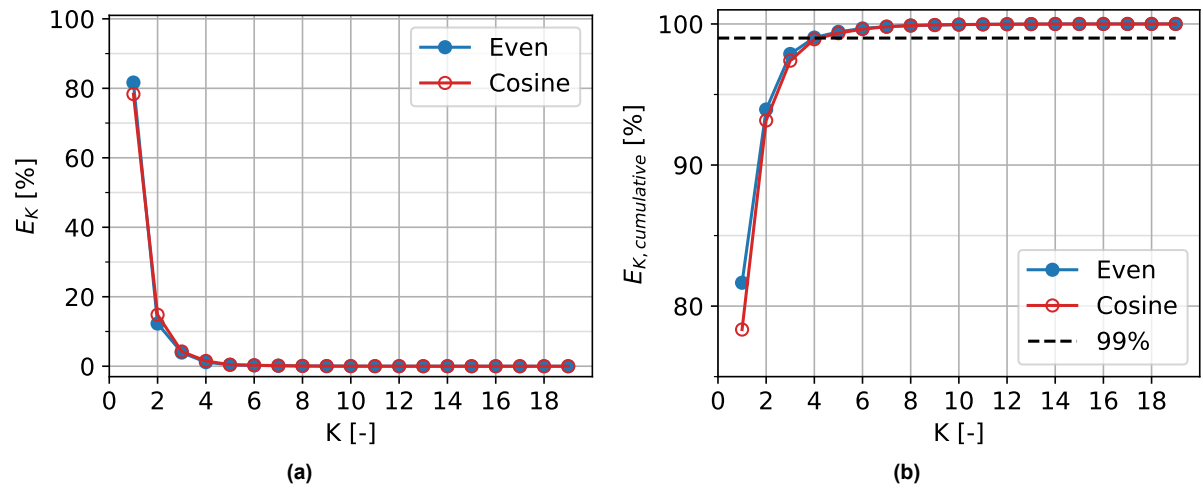 100
80
60
40
20
0
E_K [%]
0 2 4 6 8 10 12 14 16 18
K [-]
Even
Cosine
(a)
100
90
80
E_{K, cumulative} [%]
0 2 4 6 8 10 12 14 16 18
K [-]
Even
Cosine
99%
(b)